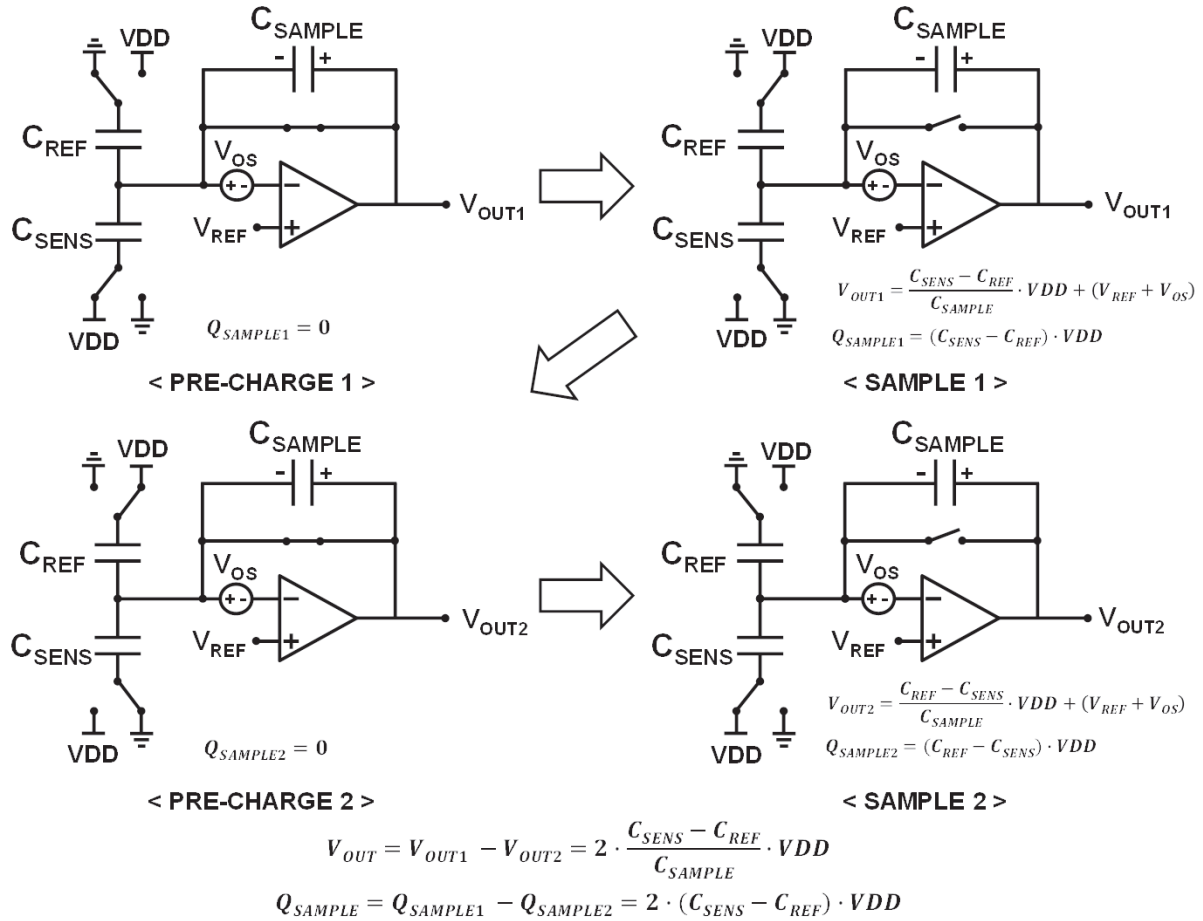 C_SAMPLE
VDD
- +
C_REF
V_OS
+ - −
V_REF +
V_OUT1
C_SENS
VDD
Q_SAMPLE1 = 0
< PRE-CHARGE 1 >
C_SAMPLE
VDD
- +
C_REF
V_OS
+ - −
V_REF +
V_OUT1
C_SENS
VDD
V_OUT1 = (C_SENS − C_REF)/C_SAMPLE · VDD + (V_REF + V_OS)
Q_SAMPLE1 = (C_SENS − C_REF) · VDD
< SAMPLE 1 >
C_SAMPLE
VDD
- +
C_REF
V_OS
+ - −
V_REF +
V_OUT2
C_SENS
VDD
Q_SAMPLE2 = 0
< PRE-CHARGE 2 >
C_SAMPLE
VDD
- +
C_REF
V_OS
+ - −
V_REF +
V_OUT2
C_SENS
VDD
V_OUT2 = (C_REF − C_SENS)/C_SAMPLE · VDD + (V_REF + V_OS)
Q_SAMPLE2 = (C_REF − C_SENS) · VDD
< SAMPLE 2 >
V_OUT = V_OUT1 − V_OUT2 = 2 · (C_SENS − C_REF)/C_SAMPLE · VDD
Q_SAMPLE = Q_SAMPLE1 − Q_SAMPLE2 = 2 · (C_SENS − C_REF) · VDD